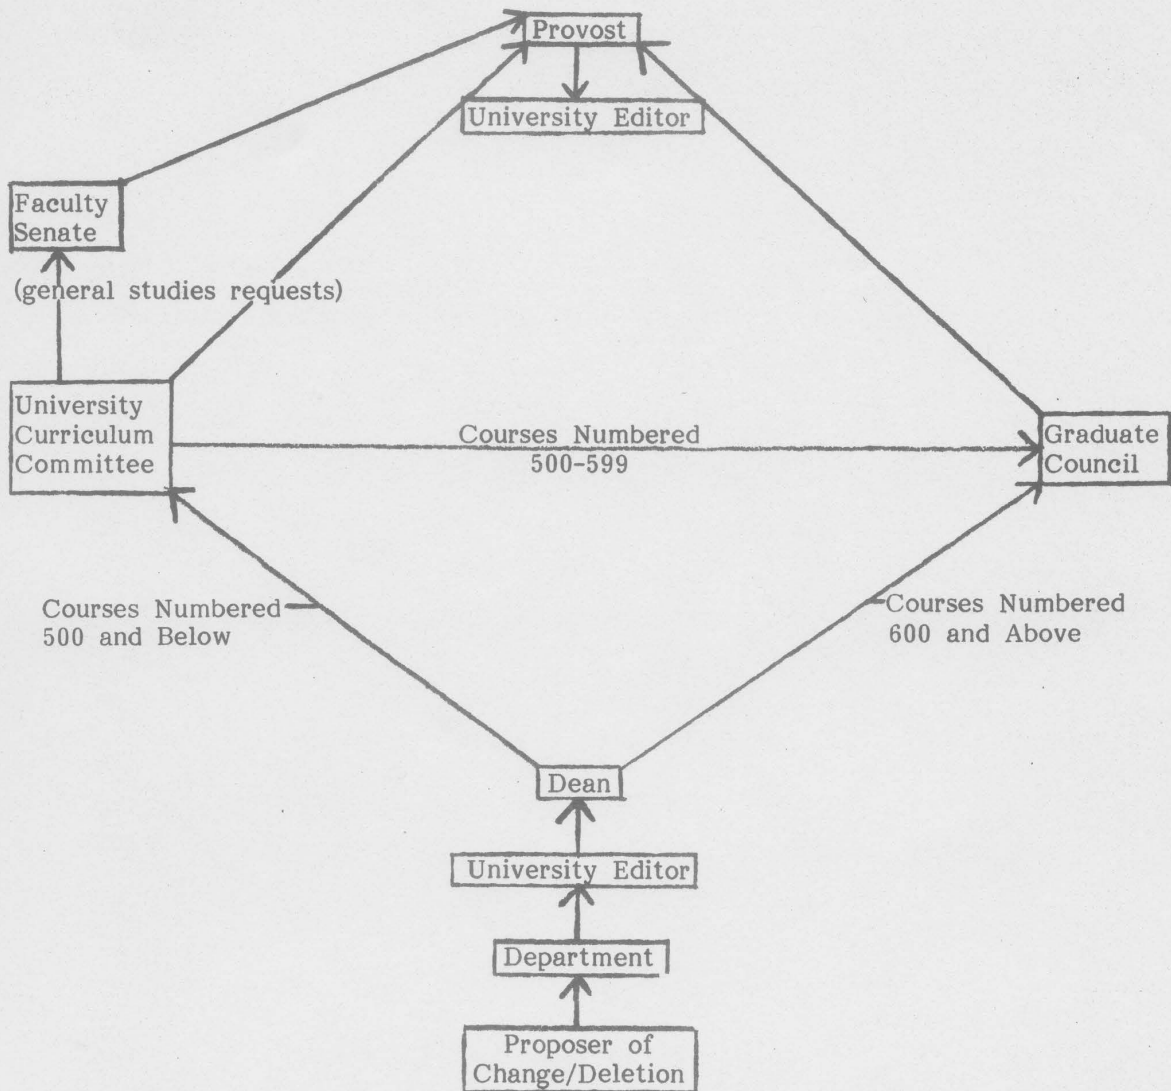 Provost
University Editor
Faculty
Senate
(general studies requests)
University
Curriculum
Committee
Courses Numbered
500-599
Graduate
Council
Courses Numbered
500 and Below
Courses Numbered
600 and Above
Dean
University Editor
Department
Proposer of
Change/Deletion